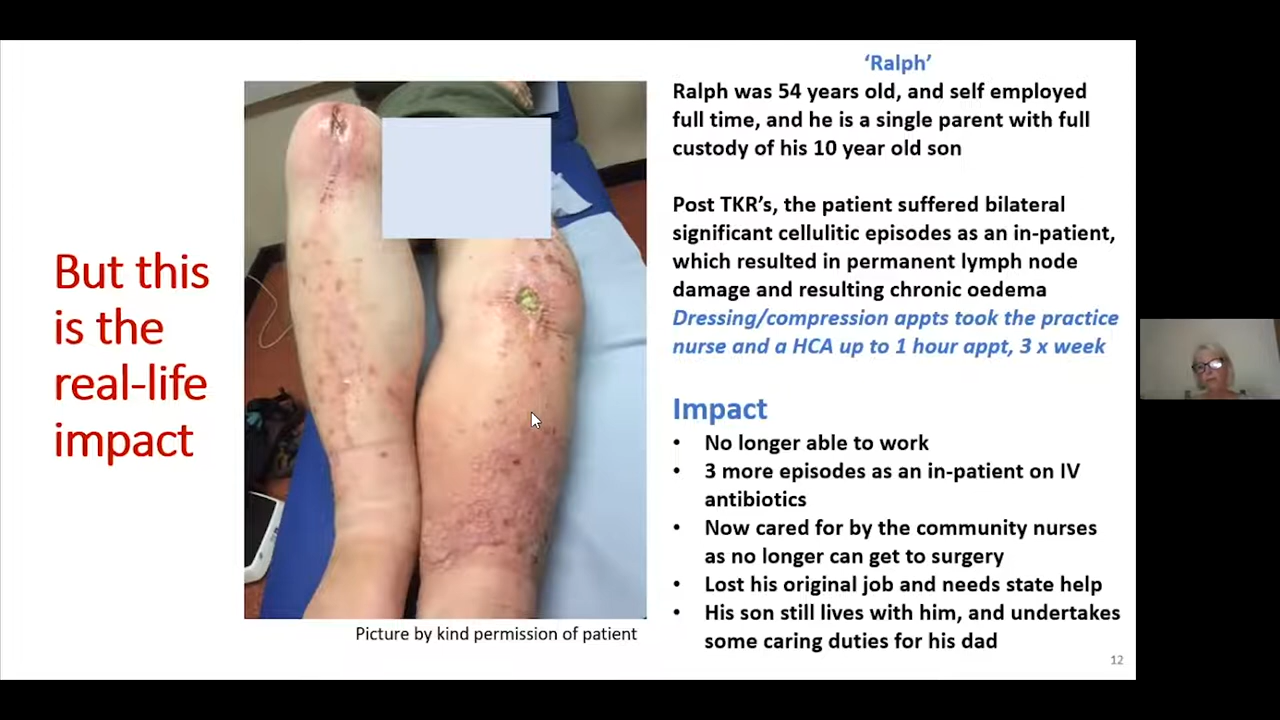 But this
is the
real-life
impact
Picture by kind permission of patient
‘Ralph’
Ralph was 54 years old, and self employed
full time, and he is a single parent with full
custody of his 10 year old son
Post TKR’s, the patient suffered bilateral
significant cellulitic episodes as an in-patient,
which resulted in permanent lymph node
damage and resulting chronic oedema
Dressing/compression appts took the practice
nurse and a HCA up to 1 hour appt, 3 x week
Impact
• No longer able to work
• 3 more episodes as an in-patient on IV
antibiotics
• Now cared for by the community nurses
as no longer can get to surgery
• Lost his original job and needs state help
• His son still lives with him, and undertakes
some caring duties for his dad
12